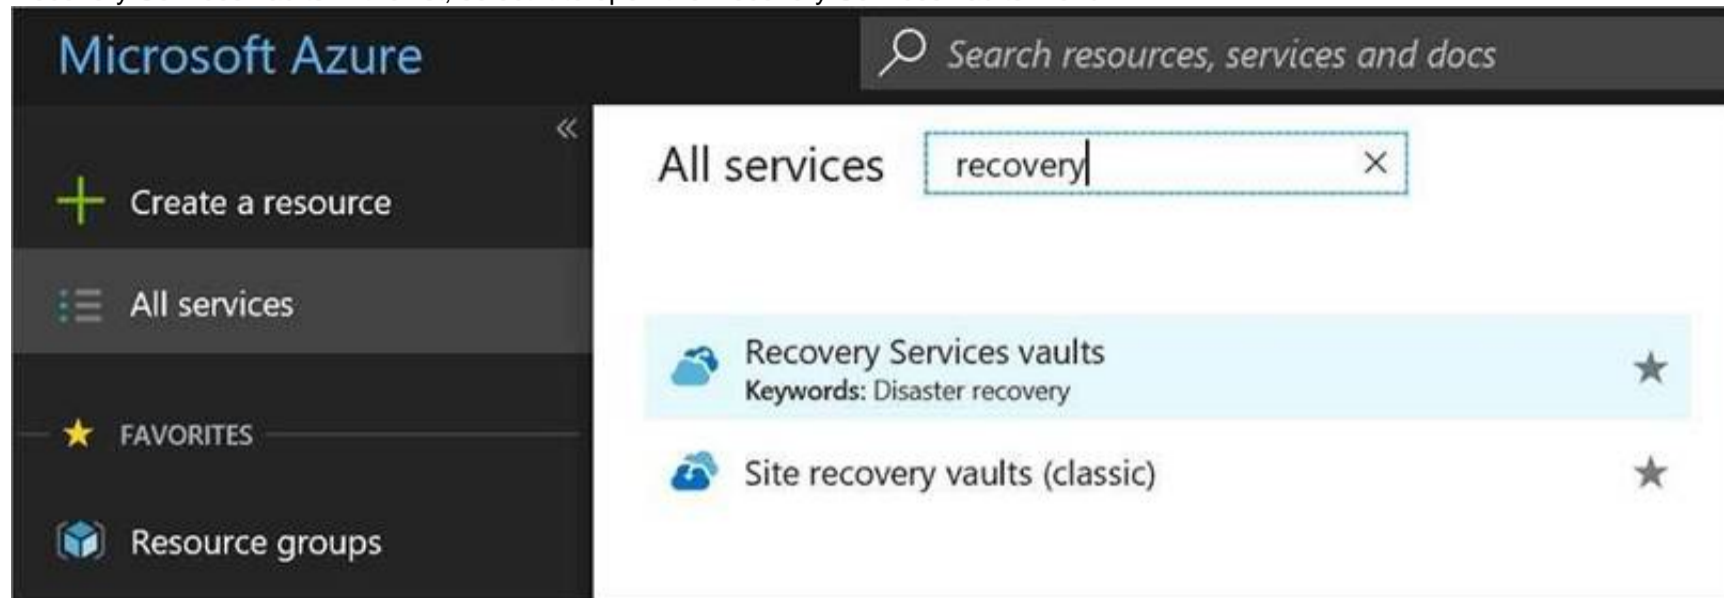 Microsoft Azure
Search resources, services and docs
«
Create a resource
All services
FAVORITES
Resource groups
All services
recovery
Recovery Services vaults
Keywords: Disaster recovery
Site recovery vaults (classic)